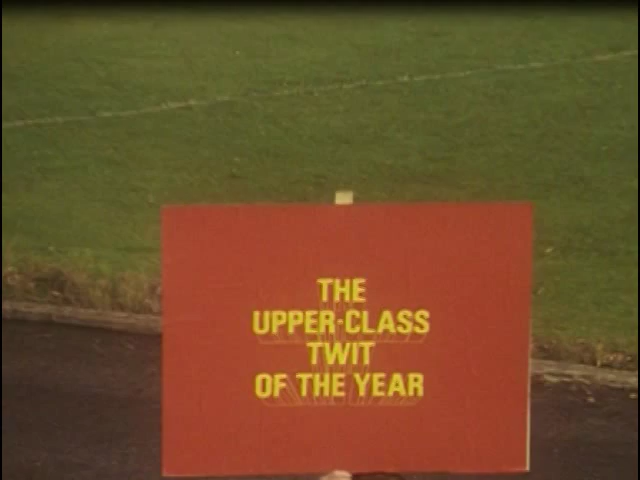 THE
UPPER-CLASS
TWIT
OF THE YEAR